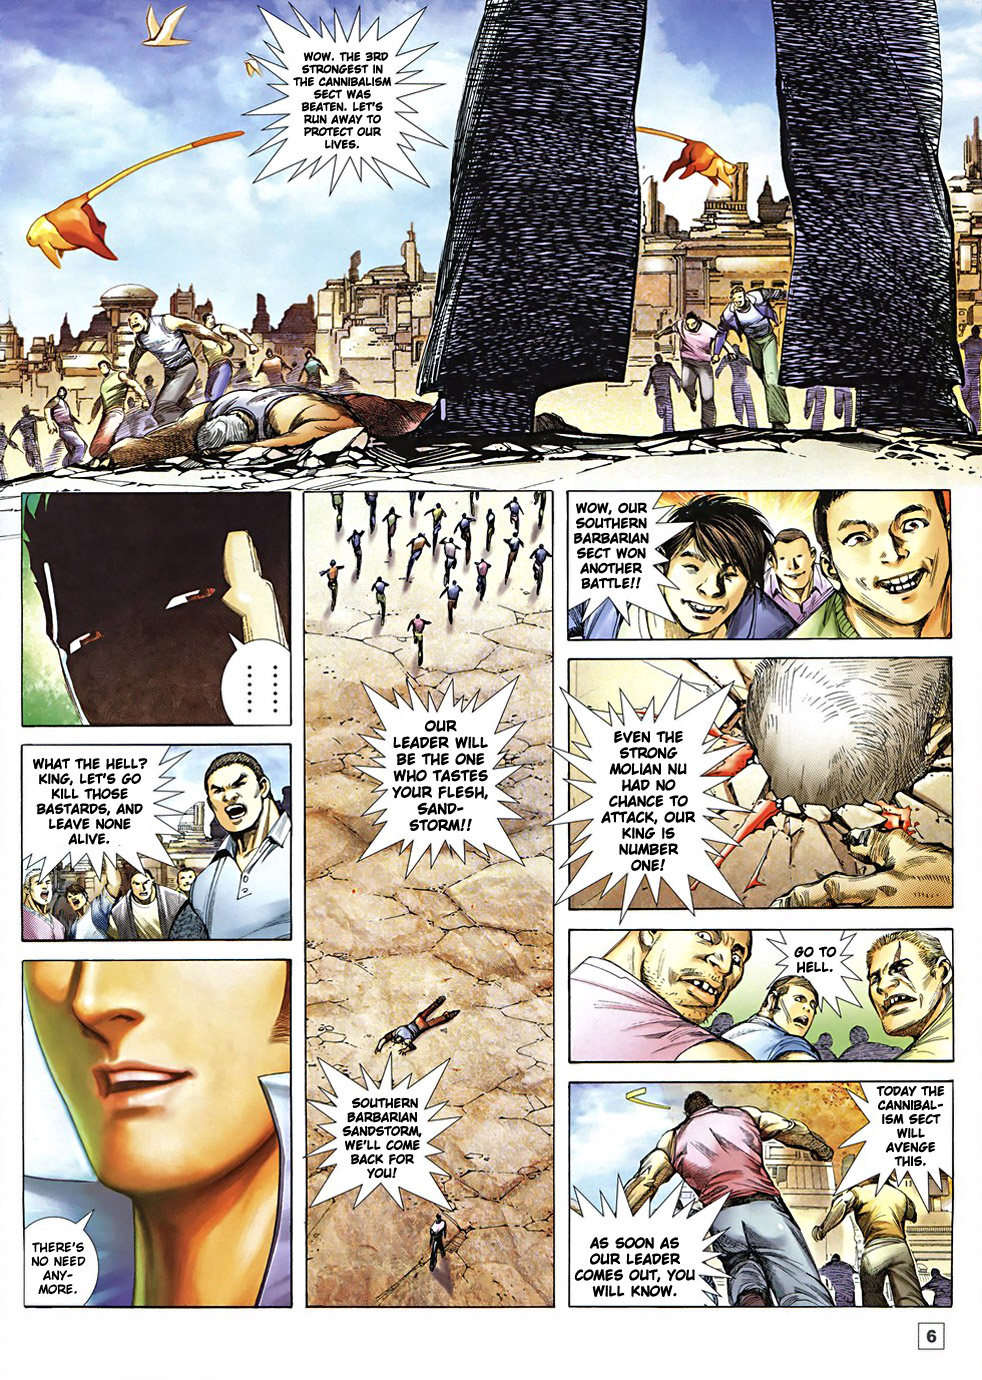 WOW. THE 3RD
STRONGEST IN
THE CANNIBALISM
SECT WAS
BEATEN. LET'S
RUN AWAY TO
PROTECT OUR
LIVES.
WOW, OUR
SOUTHERN
BARBARIAN
SECT WON
ANOTHER
BATTLE!!
EVEN THE
STRONG
MOLIAN NU
HAD NO
CHANCE TO
ATTACK, OUR
KING IS
NUMBER
ONE!
GO TO
HELL.
TODAY THE
CANNIBAL-
ISM SECT
WILL
AVENGE
THIS.
AS SOON AS
OUR LEADER
COMES OUT, YOU
WILL KNOW.
OUR
LEADER WILL
BE THE ONE
WHO TASTES
YOUR FLESH,
SAND-
STORM!!
SOUTHERN
BARBARIAN
SANDSTORM,
WE'LL COME
BACK FOR
YOU!
WHAT THE HELL?
KING, LET'S GO
KILL THOSE
BASTARDS, AND
LEAVE NONE
ALIVE.
THERE'S
NO NEED
ANY-
MORE.
6